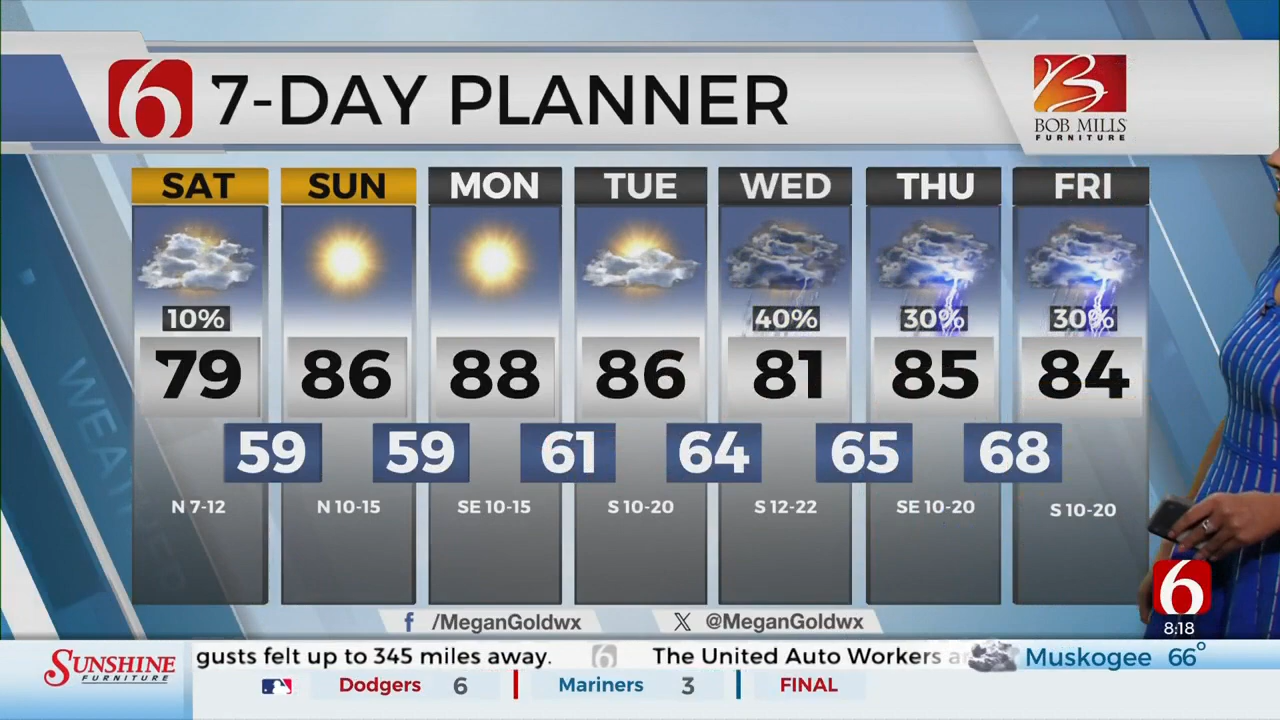 6 7-DAY PLANNER
B
BOB MILLS
FURNITURE
SAT SUN MON TUE WED THU FRI
10% 40% 30% 30%
79 86 88 86 81 85 84
59 59 61 64 65 68
N 7-12 N 10-15 SE 10-15 S 10-20 S 12-22 SE 10-20 S 10-20
WEATHER
6
f /MeganGoldwx X @MeganGoldwx
8:18
SUNSHINE
FURNITURE
gusts felt up to 345 miles away. 6 The United Auto Workers a
Muskogee 66°
Dodgers 6 Mariners 3 FINAL